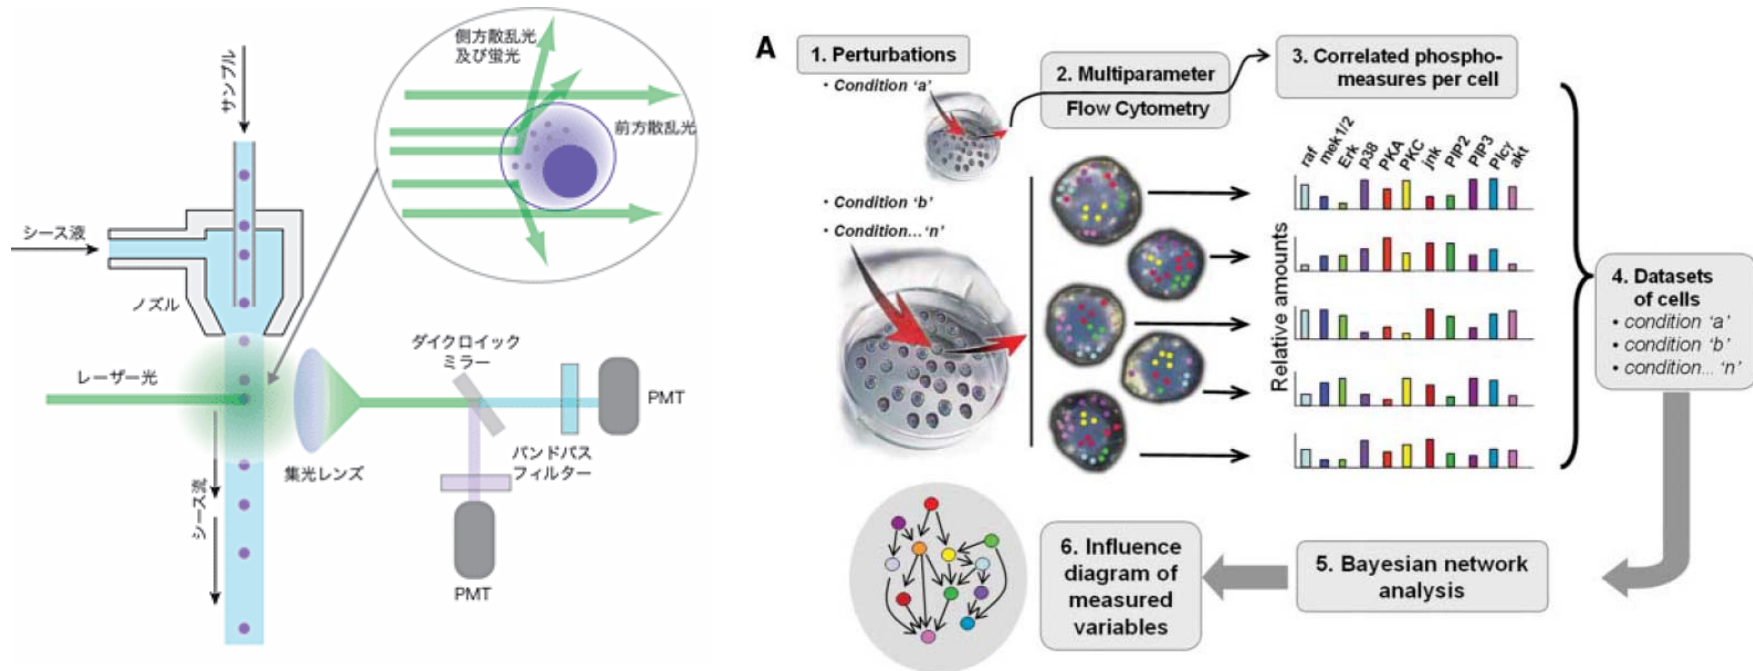 サンプル
シース液
ノズル
レーザー光
シース流
側方散乱光
及び蛍光
前方散乱光
集光レンズ
ダイクロイック
ミラー
PMT
バンドパス
フィルター
PMT
A
1. Perturbations
• Condition ‘a’
• Condition ‘b’
• Condition... ‘n’
2. Multiparameter
Flow Cytometry
3. Correlated phospho-
measures per cell
raf
mek1/2
Erk
p38
PKA
PKC
jnk
PIP2
PIP3
Plcγ
akt
Relative amounts
4. Datasets
of cells
• condition ‘a’
• condition ‘b’
• condition... ‘n’
5. Bayesian network
analysis
6. Influence
diagram of
measured
variables